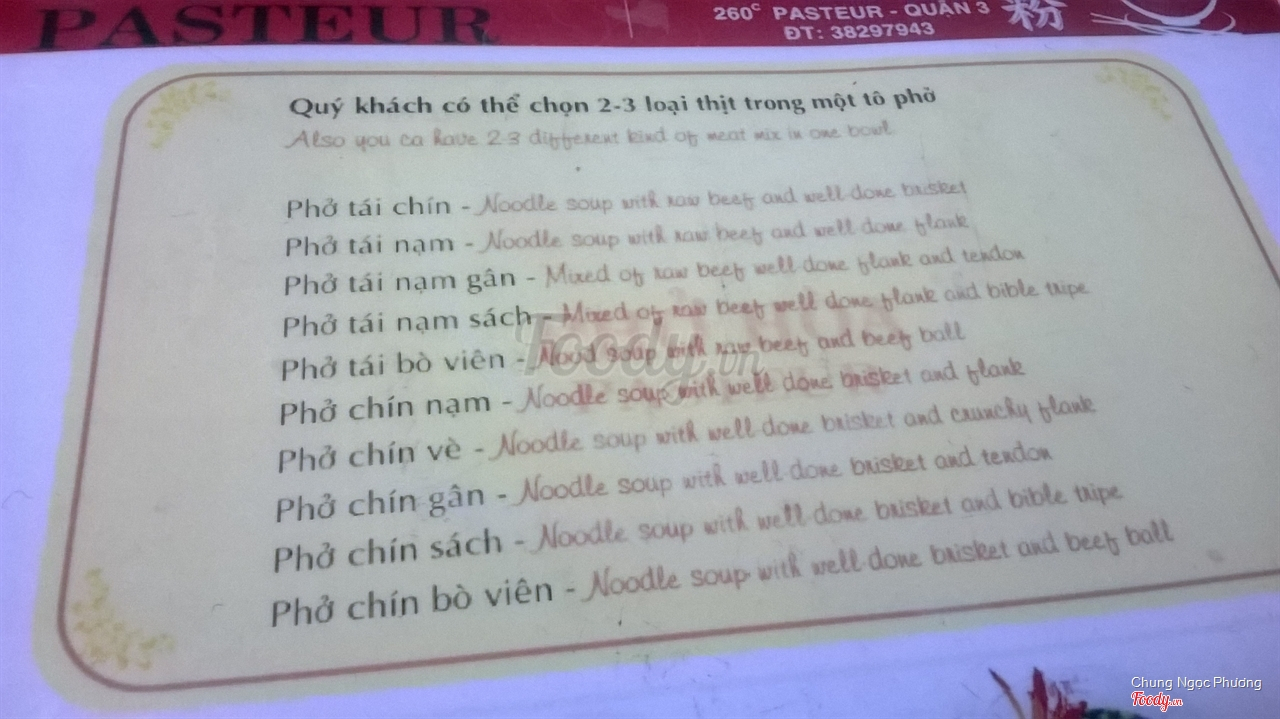 PASTEUR
260C PASTEUR - QUẬN 3
ĐT: 38297943
粉
Quý khách có thể chọn 2-3 loại thịt trong một tô phở
Also you ca have 2-3 different kind of meat mix in one bowl
Phở tái chín - Noodle soup with raw beef and well-done brisket
Phở tái nạm - Noodle soup with raw beef and well done flank
Phở tái nạm gân - Mixed of raw beef well done flank and tendon
Phở tái nạm sách - Mixed of raw beef well done flank and bible tripe
Phở tái bò viên - Nood soup with raw beef and beef ball
Phở chín nạm - Noodle soup with well done brisket and flank
Phở chín vè - Noodle soup with well-done brisket and crunchy flank
Phở chín gân - Noodle soup with well-done brisket and tendon
Phở chín sách - Noodle soup with well-done brisket and bible tripe
Phở chín bò viên - Noodle soup with well-done brisket and beef ball
Foody.vn
Chung Ngọc Phương
Foody.vn